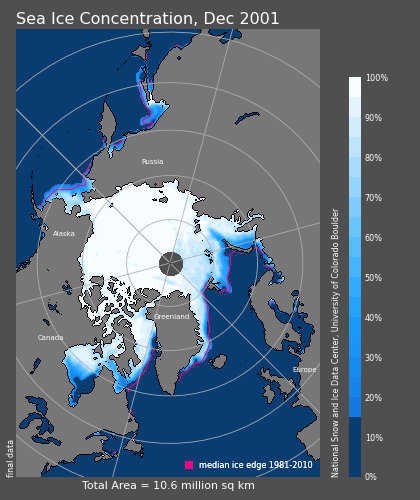 Sea Ice Concentration, Dec 2001
100%
90%
80%
70%
60%
50%
40%
30%
20%
10%
0%
Russia
Alaska
Canada
Greenland
Europe
National Snow and Ice Data Center, University of Colorado Boulder
final data
median ice edge 1981-2010
Total Area = 10.6 million sq km